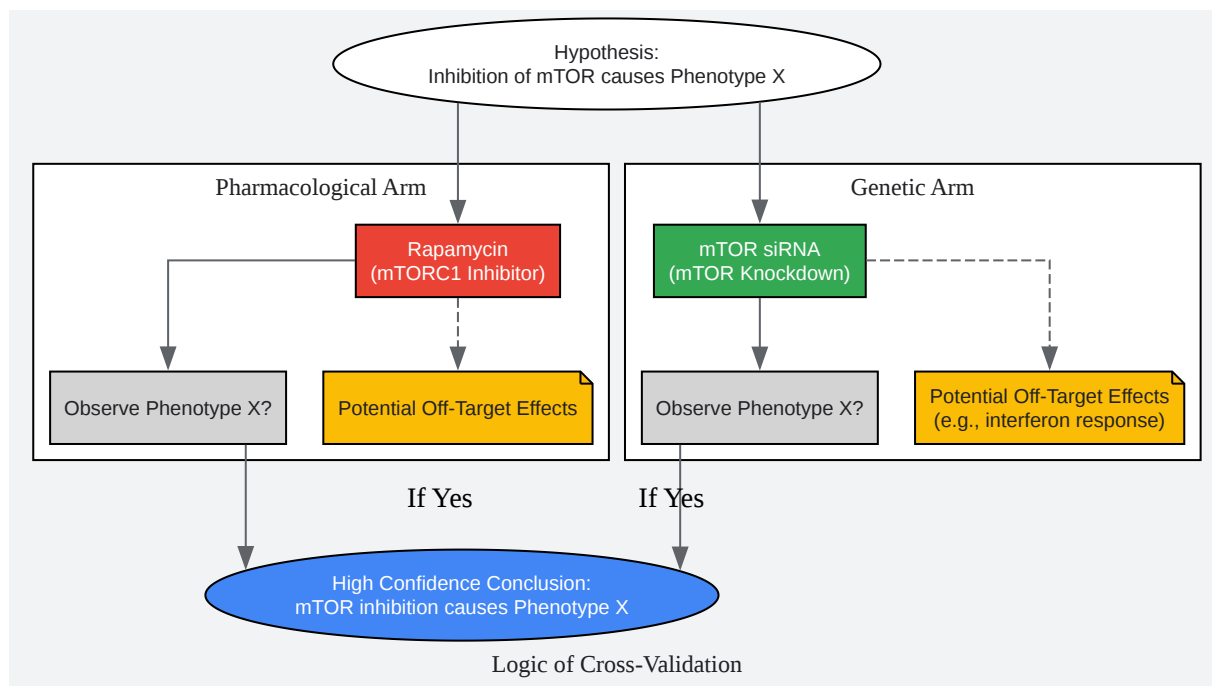 Hypothesis:
Inhibition of mTOR causes Phenotype X
Pharmacological Arm
Rapamycin
(mTORC1 Inhibitor)
Observe Phenotype X?
Potential Off-Target Effects
Genetic Arm
mTOR siRNA
(mTOR Knockdown)
Observe Phenotype X?
Potential Off-Target Effects
(e.g., interferon response)
If Yes
If Yes
High Confidence Conclusion:
mTOR inhibition causes Phenotype X
Logic of Cross-Validation